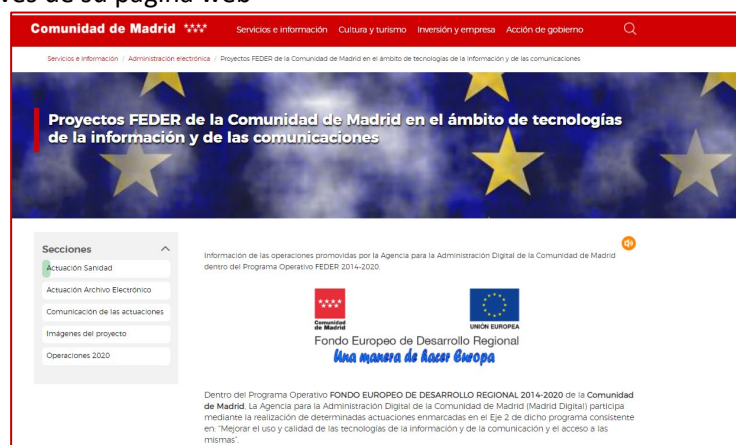 ves de su página web
Comunidad de Madrid
Servicios e información Cultura y turismo Inversión y empresa Acción de gobierno
Servicios e información / Administración electrónica / Proyectos FEDER de la Comunidad de Madrid en el ámbito de tecnologías de la información y de las comunicaciones
Proyectos FEDER de la Comunidad de Madrid en el ámbito de tecnologías
de la información y de las comunicaciones
Secciones
Actuación Sanidad
Actuación Archivo Electrónico
Comunicación de las actuaciones
Imágenes del proyecto
Operaciones 2020
Información de las operaciones promovidas por la Agencia para la Administración Digital de la Comunidad de Madrid
dentro del Programa Operativo FEDER 2014-2020.
Comunidad
de Madrid
UNIÓN EUROPEA
Fondo Europeo de Desarrollo Regional
Una manera de hacer Europa
Dentro del Programa Operativo FONDO EUROPEO DE DESARROLLO REGIONAL 2014-2020 de la Comunidad
de Madrid, La Agencia para la Administración Digital de la Comunidad de Madrid (Madrid Digital) participa
mediante la realización de determinadas actuaciones enmarcadas en el Eje 2 de dicho programa consistente
en: "Mejorar el uso y calidad de las tecnologías de la información y de la comunicación y el acceso a las
mismas".